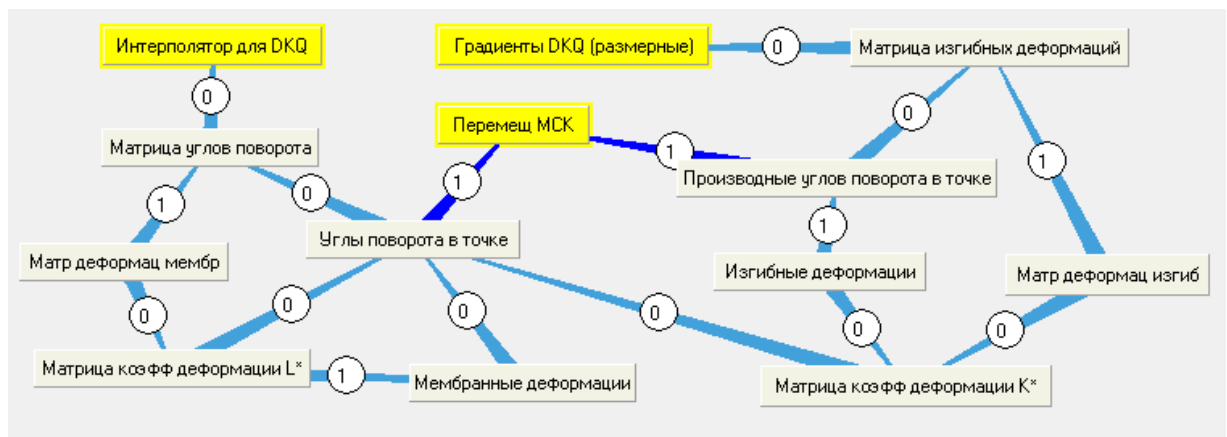 Интерполятор для DKQ
Градиенты DKQ (размерные)
0
Матрица изгибных деформаций
0
Перемещ МСК
0
Матрица углов поворота
1
1
Производные углов поворота в точке
1
0
1
Углы поворота в точке
1
Матр деформац мембр
Изгибные деформации
Матр деформац изгиб
0
0
0
0
0
0
Матрица коэфф деформации L*
1
Мембранные деформации
Матрица коэфф деформации K*